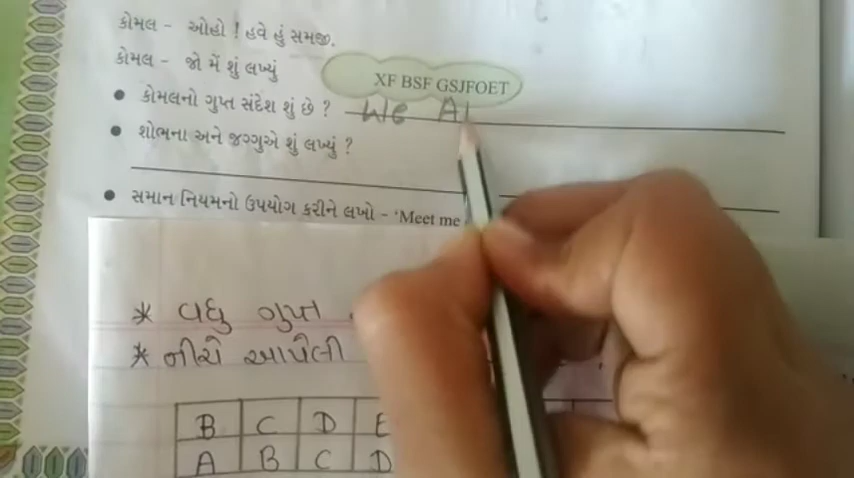 કોમલ - ઓહો ! હવે હું સમજી.
કોમલ - જો મેં શું લખ્યું
XF BSF GSJFOET
• કોમલનો ગુપ્ત સંદેશ શું છે ? We A
• શોભના અને જગ્ગુએ શું લખ્યું ?
• સમાન નિયમનો ઉપયોગ કરીને લખો - ‘Meet me
* વધુ ગુપ્ત
* નીચે આપેલી
B C D E
A B C D